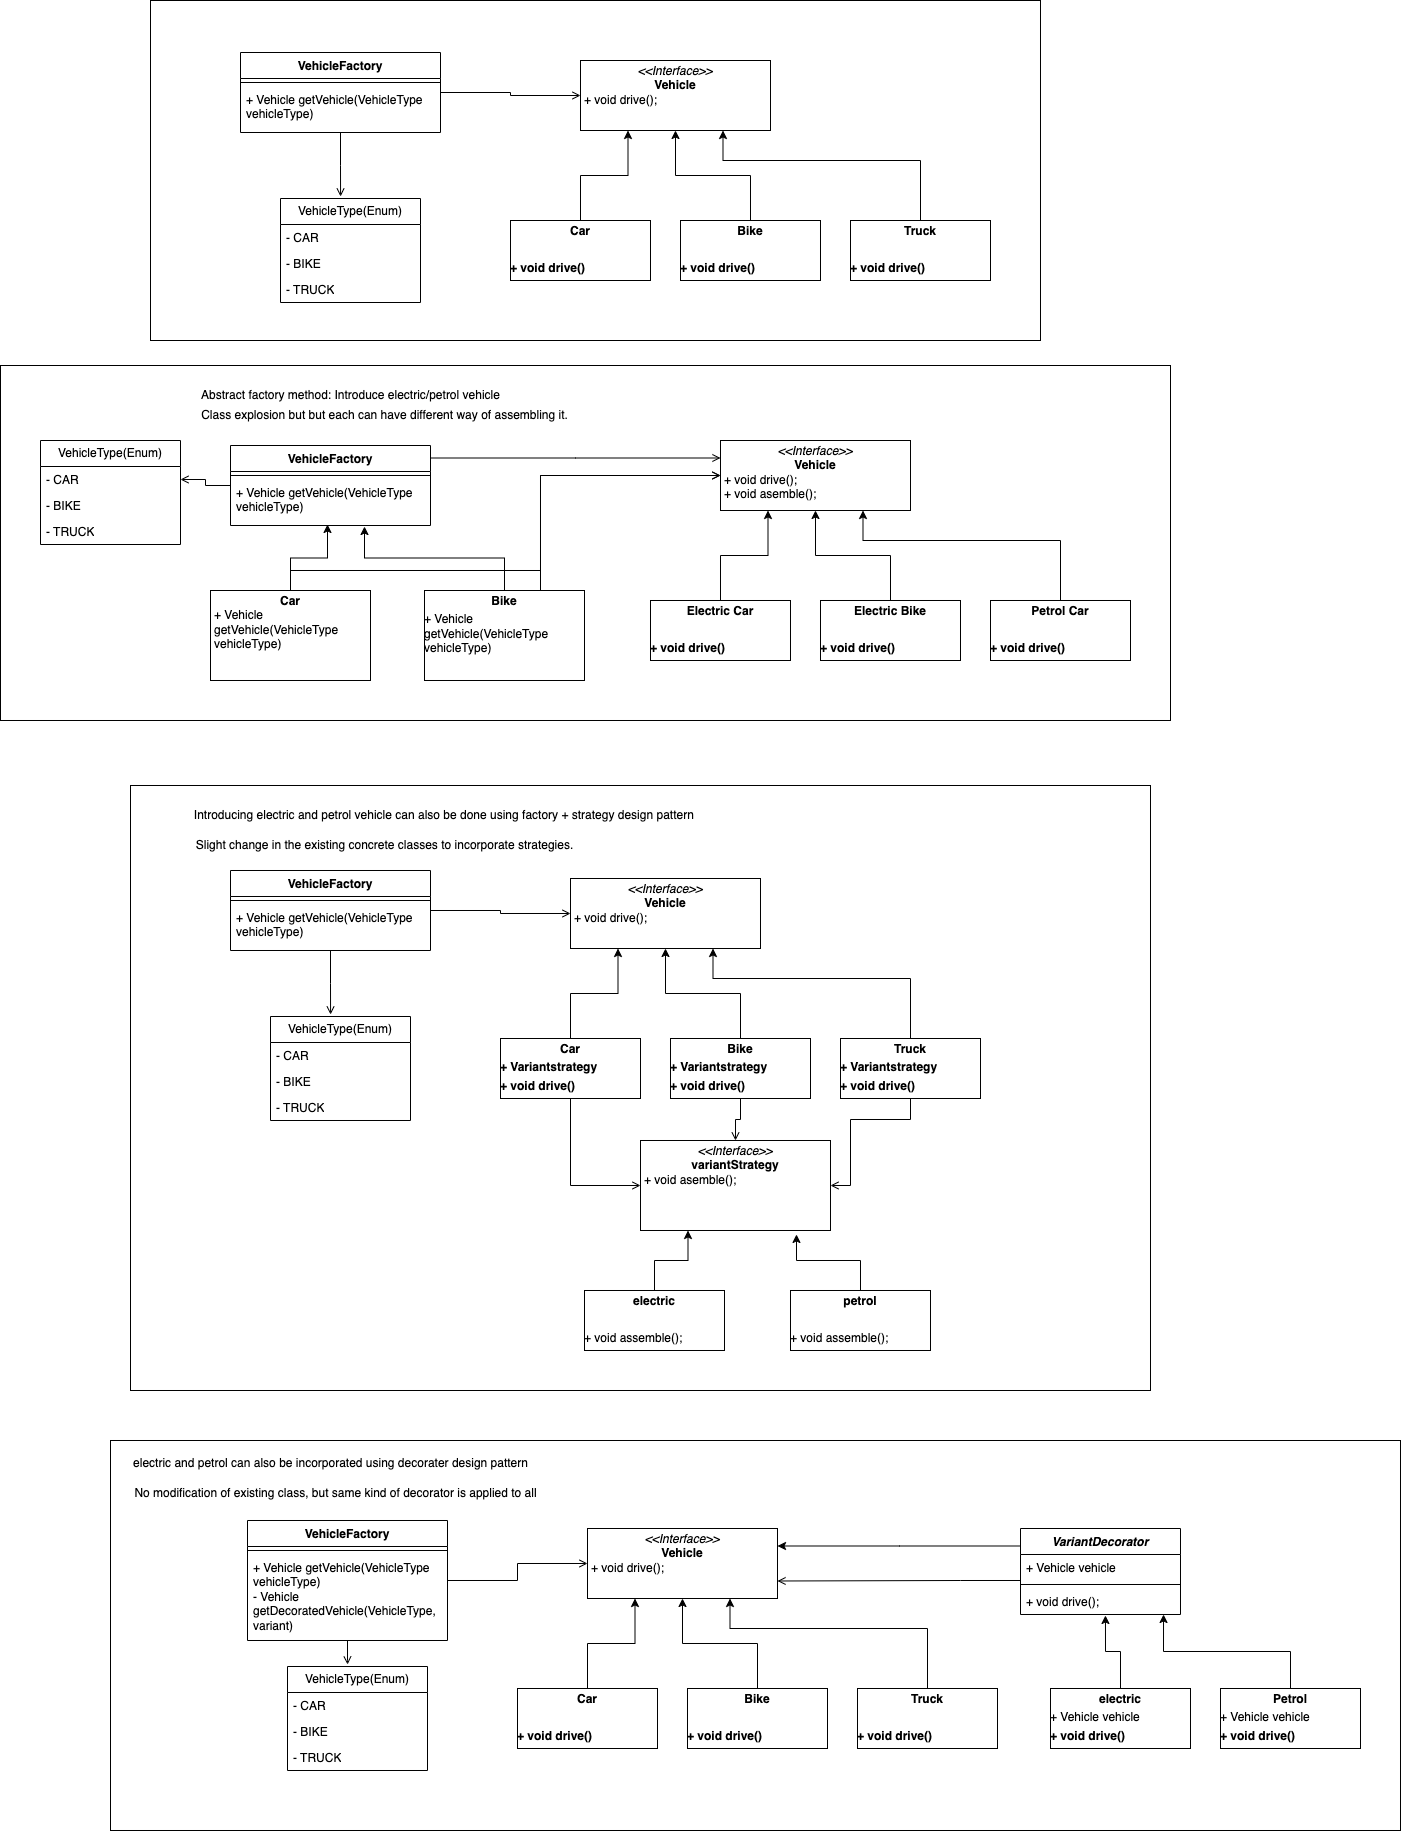 VehicleFactory
+ Vehicle getVehicle(VehicleType
vehicleType)
<<Interface>>
Vehicle
+ void drive();
VehicleType(Enum)
- CAR
- BIKE
- TRUCK
Car
+ void drive()
Bike
+ void drive()
Truck
+ void drive()
Abstract factory method: Introduce electric/petrol vehicle
Class explosion but but each can have different way of assembling it.
VehicleType(Enum)
- CAR
- BIKE
- TRUCK
VehicleFactory
+ Vehicle getVehicle(VehicleType
vehicleType)
<<Interface>>
Vehicle
+ void drive();
+ void asemble();
Car
+ Vehicle
getVehicle(VehicleType
vehicleType)
Bike
+ Vehicle
getVehicle(VehicleType
vehicleType)
Electric Car
+ void drive()
Electric Bike
+ void drive()
Petrol Car
+ void drive()
Introducing electric and petrol vehicle can also be done using factory + strategy design pattern
Slight change in the existing concrete classes to incorporate strategies.
VehicleFactory
+ Vehicle getVehicle(VehicleType
vehicleType)
<<Interface>>
Vehicle
+ void drive();
VehicleType(Enum)
- CAR
- BIKE
- TRUCK
Car
+ Variantstrategy
+ void drive()
Bike
+ Variantstrategy
+ void drive()
Truck
+ Variantstrategy
+ void drive()
<<Interface>>
variantStrategy
+ void asemble();
electric
+ void assemble();
petrol
+ void assemble();
electric and petrol can also be incorporated using decorater design pattern
No modification of existing class, but same kind of decorator is applied to all
VehicleFactory
+ Vehicle getVehicle(VehicleType
vehicleType)
- Vehicle
getDecoratedVehicle(VehicleType,
variant)
<<Interface>>
Vehicle
+ void drive();
VariantDecorator
+ Vehicle vehicle
+ void drive();
VehicleType(Enum)
- CAR
- BIKE
- TRUCK
Car
+ void drive()
Bike
+ void drive()
Truck
+ void drive()
electric
+ Vehicle vehicle
+ void drive()
Petrol
+ Vehicle vehicle
+ void drive()